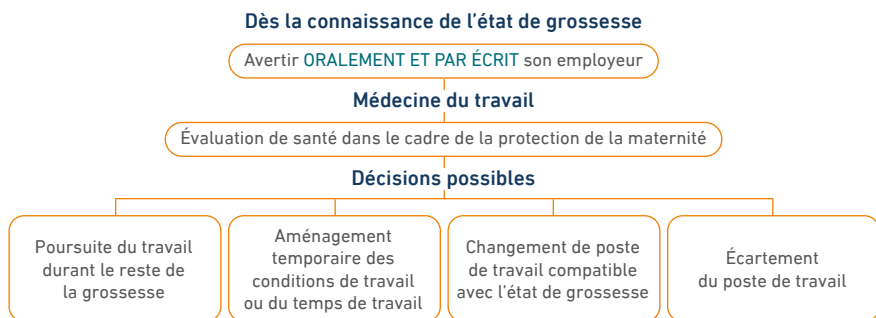 Dès la connaissance de l'état de grossesse
Avertir ORALEMENT ET PAR ÉCRIT son employeur
Médecine du travail
Évaluation de santé dans le cadre de la protection de la maternité
Décisions possibles
Poursuite du travail
durant le reste de
la grossesse
Aménagement
temporaire des
conditions de travail
ou du temps de travail
Changement de poste
de travail compatible
avec l'état de grossesse
Écartement
du poste de travail